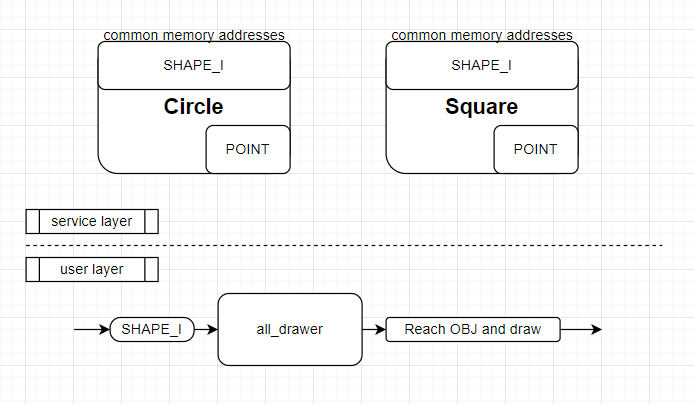 common memory addresses
SHAPE_I
Circle
POINT
common memory addresses
SHAPE_I
Square
POINT
service layer
user layer
SHAPE_I
all_drawer
Reach OBJ and draw